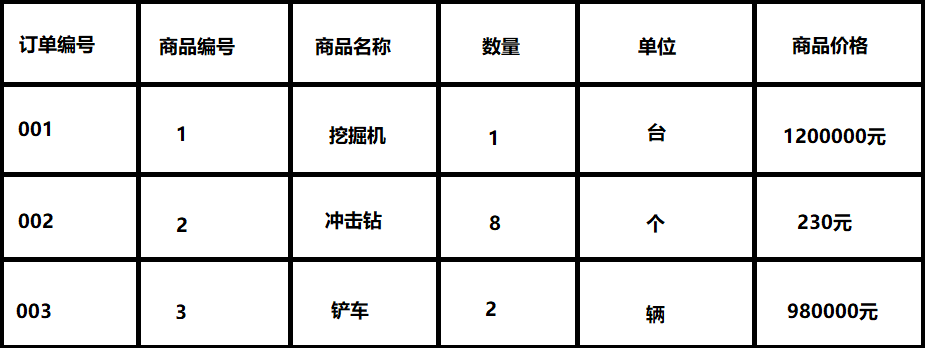 订单编号 商品编号 商品名称 数量 单位 商品价格
001 1 挖掘机 1 台 1200000元
002 2 冲击钻 8 个 230元
003 3 铲车 2 辆 980000元